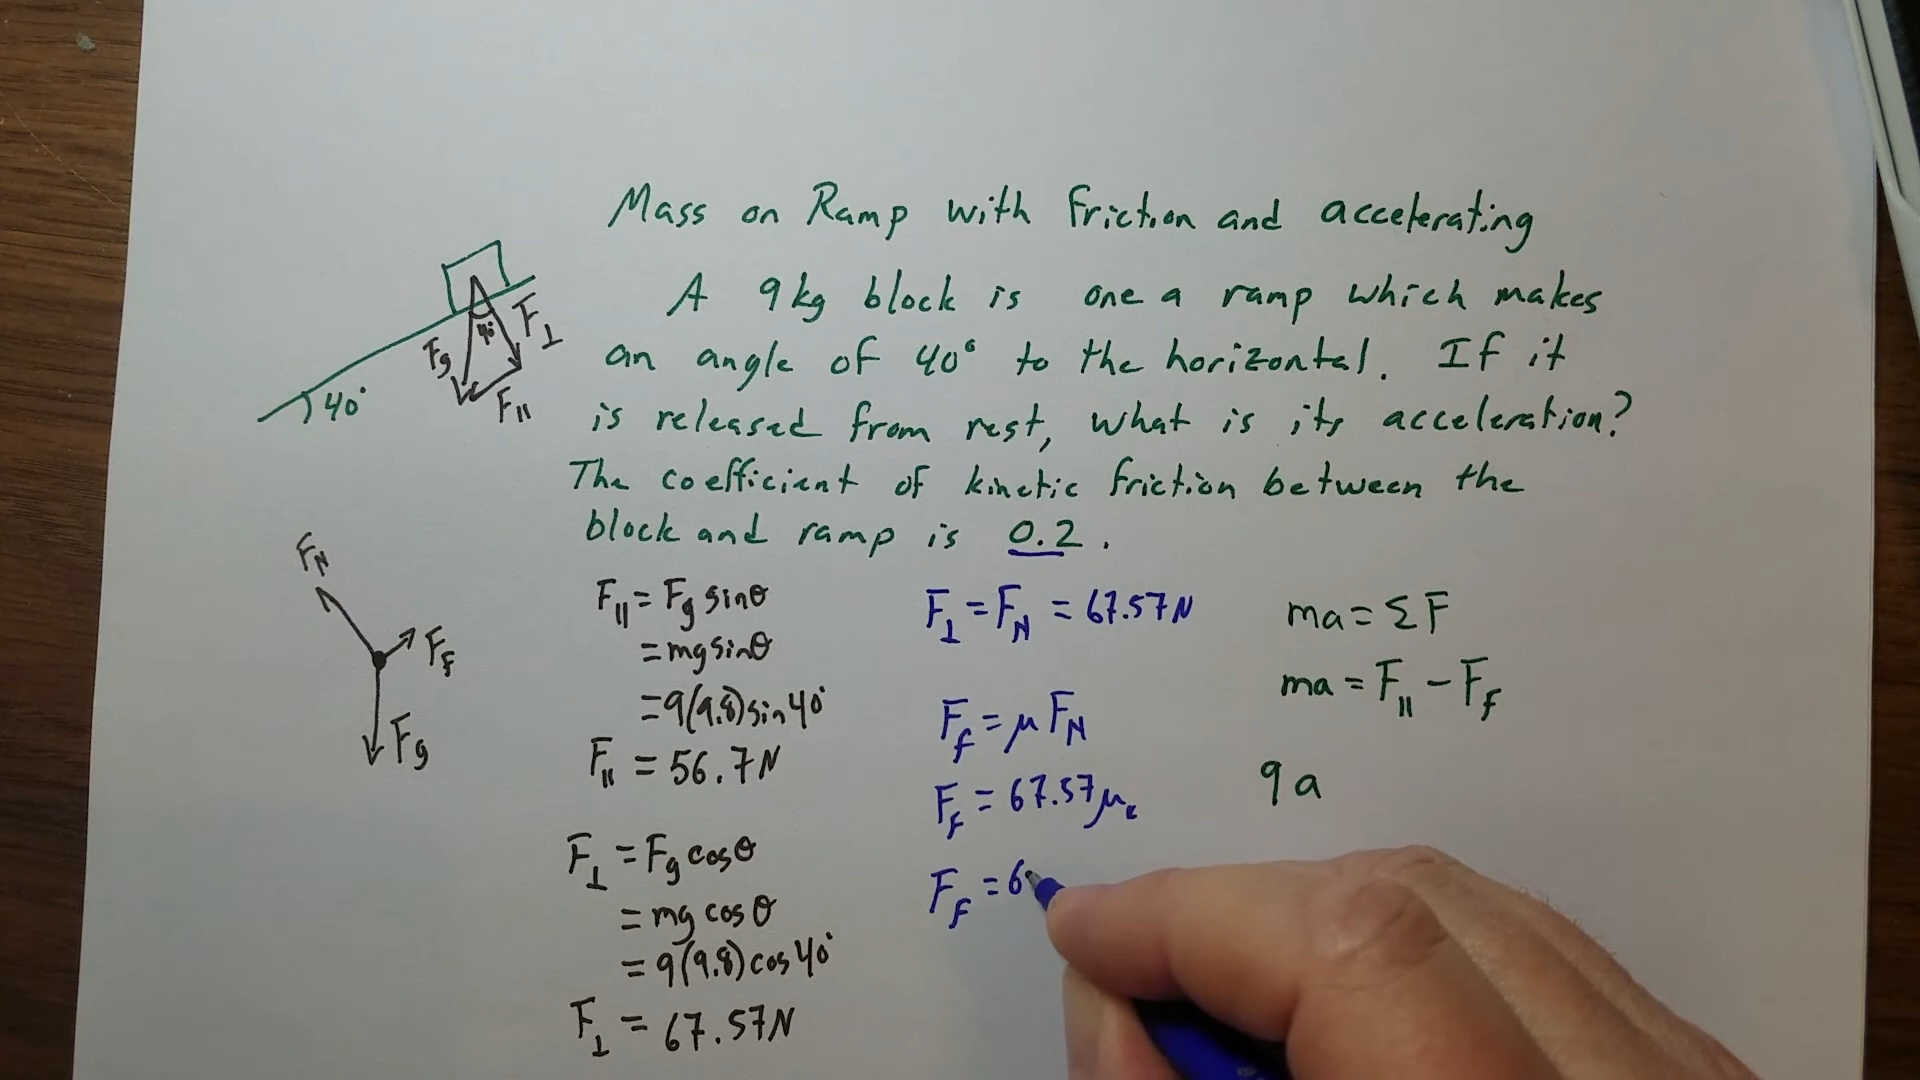 Mass on Ramp with friction and accelerating
A 9kg block is one a ramp which makes
an angle of 40° to the horizontal. If it
is released from rest, what is its acceleration?
The coefficient of kinetic friction between the
block and ramp is 0.2.
40°
Fg
40°
F⊥
F||
FN
Ff
Fg
F|| = Fg sinθ
= mg sinθ
= 9(9.8) sin 40°
F|| = 56.7N
F⊥ = Fg cosθ
= mg cosθ
= 9(9.8) cos 40°
F⊥ = 67.57N
F⊥ = FN = 67.57N
Ff = μ FN
Ff = 67.57μ
Ff = 6
ma = ΣF
ma = F|| − Ff
9a